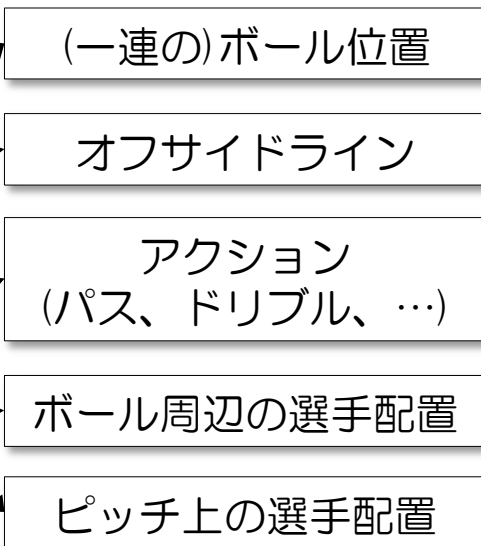 (一連の)ボール位置
オフサイドライン
アクション
(パス、ドリブル、…)
ボール周辺の選手配置
ピッチ上の選手配置